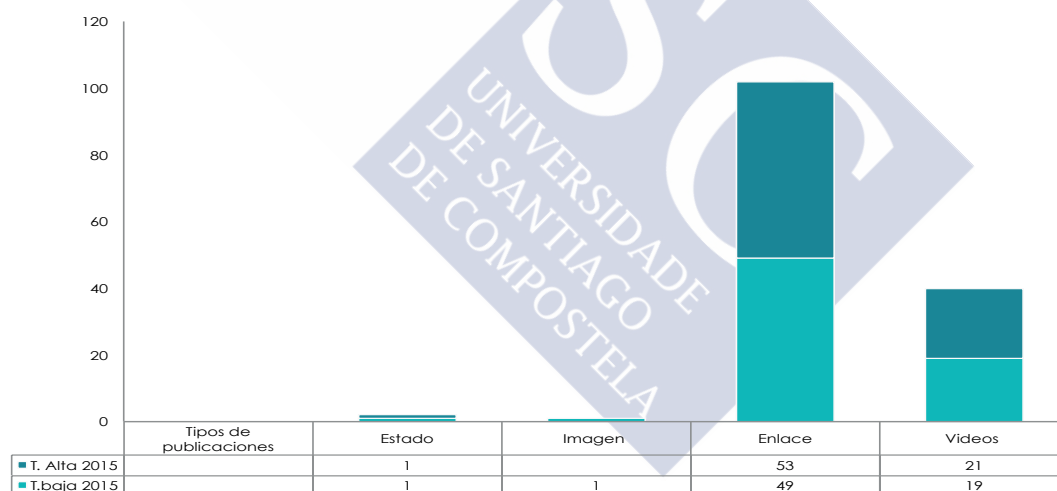 120
100
80
60
40
20
0
UNIVERSIDADE
DE SANTIAGO
DE COMPOSTELA
SC
Tipos de
publicaciones Estado Imagen Enlace Videos
T. Alta 2015 1 53 21
T.baja 2015 1 1 49 19